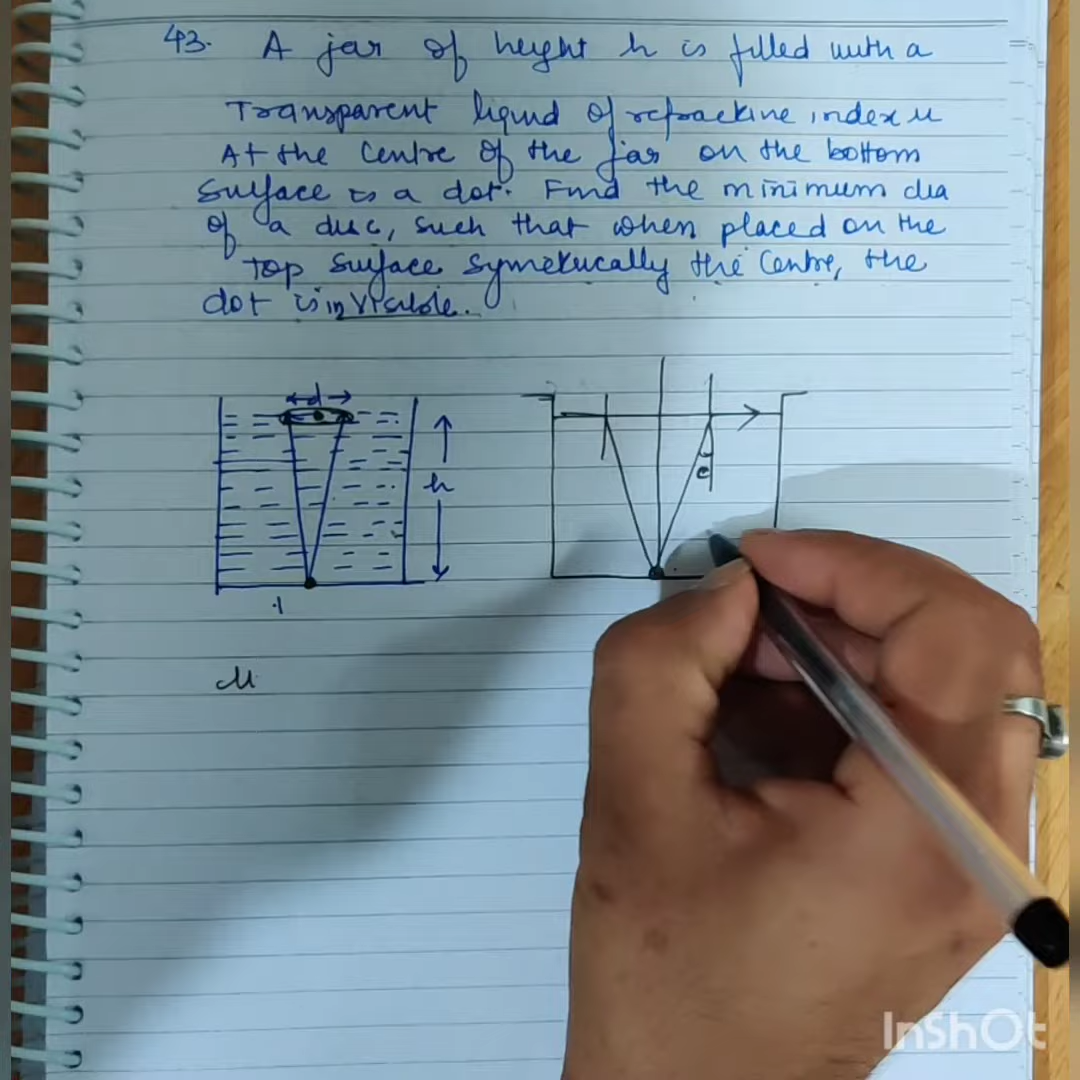 43. A jar of height h is filled with a
Transparent liquid of refrackine index μ
At the Centre of the jar on the bottom
Surface is a dot. Find the minimum dia
of a disc, such that when placed on the
Top Surface Symetrically the Centre, the
dot is invisible.
d
h
c
μ
InShOt